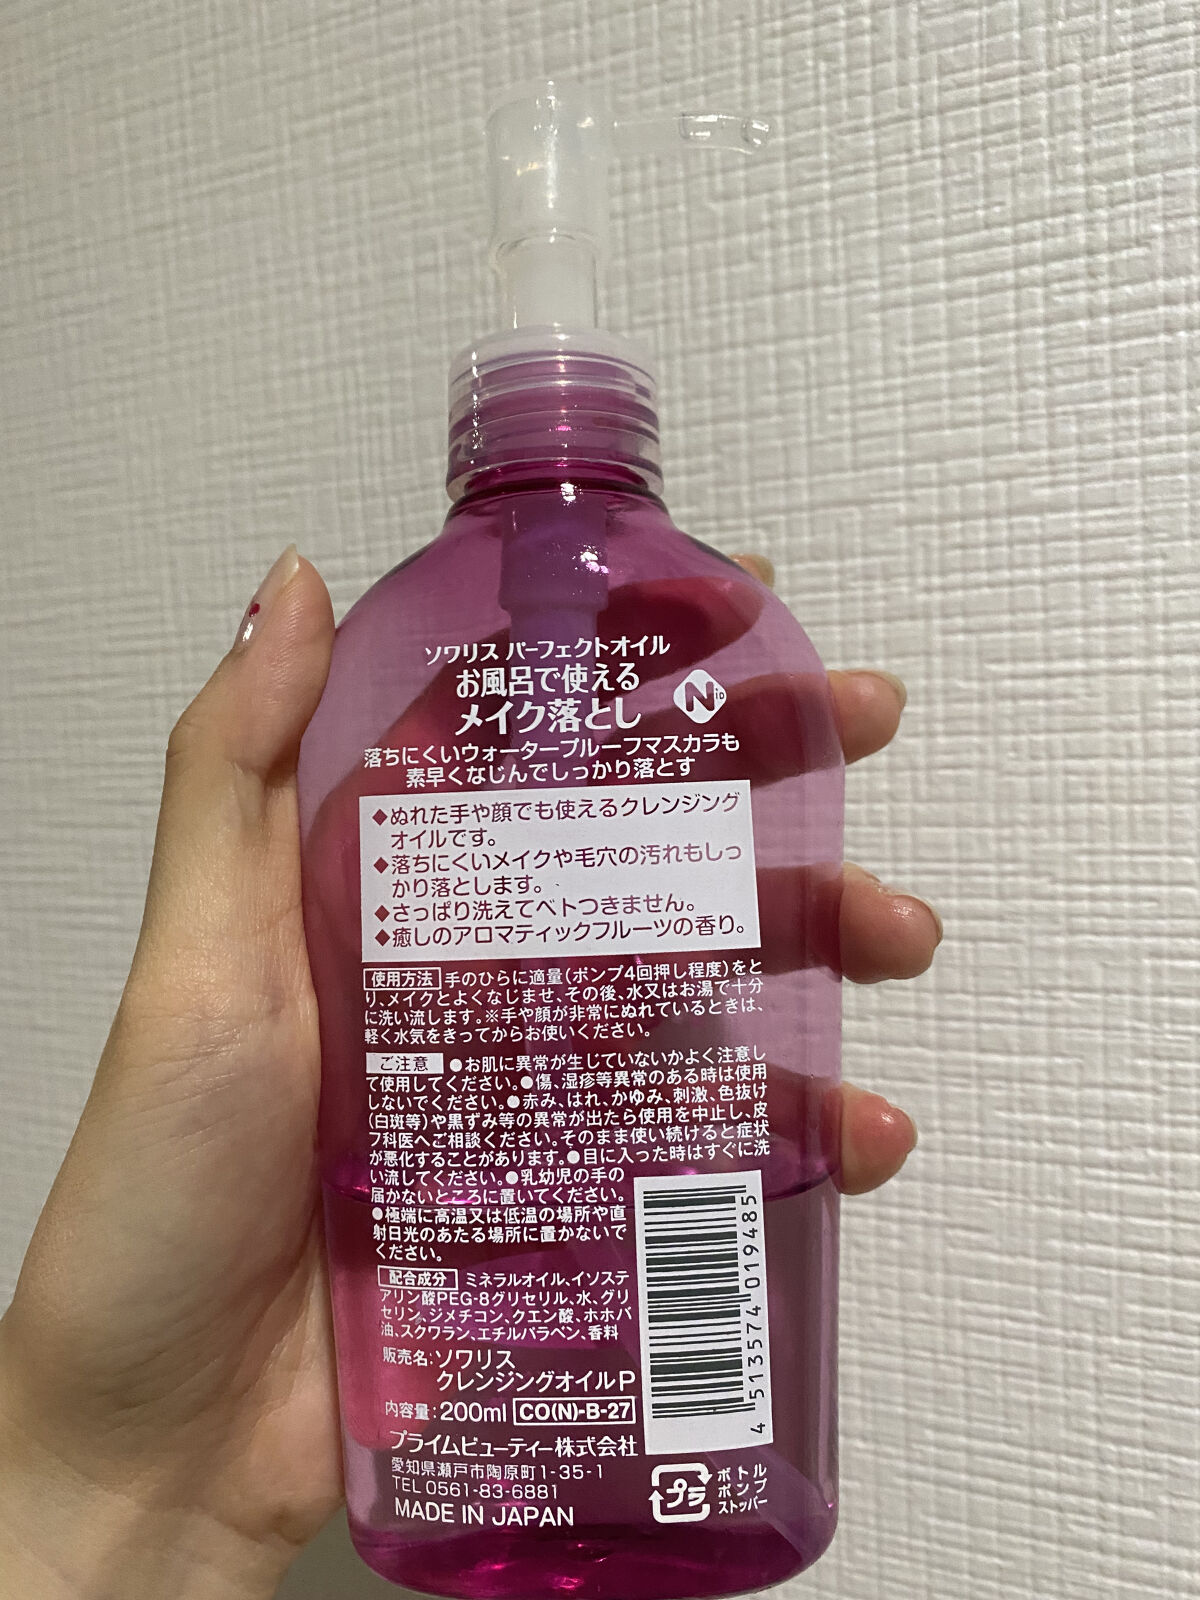 ソワリス パーフェクトオイル
お風呂で使える
メイク落とし
N iD
落ちにくいウォータープルーフマスカラも
素早くなじんでしっかり落とす
◆ぬれた手や顔でも使えるクレンジング
オイルです。
◆落ちにくいメイクや毛穴の汚れもしっ
かり落とします。
◆さっぱり洗えてベトつきません。
◆癒しのアロマティックフルーツの香り。
使用方法 手のひらに適量(ポンプ4回押し程度)をと
り、メイクとよくなじませ、その後、水又はお湯で十分
に洗い流します。※手や顔が非常にぬれているときは、
軽く水気をきってからお使いください。
ご注意 ●お肌に異常が生じていないかよく注意し
て使用してください。●傷、湿疹等異常のある時は使用
しないでください。●赤み、はれ、かゆみ、刺激、色抜け
(白斑等)や黒ずみ等の異常が出たら使用を中止し、皮
フ科医へご相談ください。そのまま使い続けると症状
が悪化することがあります。●目に入った時はすぐに洗
い流してください。●乳幼児の手の
届かないところに置いてください。
●極端に高温又は低温の場所や直
射日光のあたる場所に置かないで
ください。
配合成分 ミネラルオイル、イソステ
アリン酸PEG-8グリセリル、水、グリ
セリン、ジメチコン、クエン酸、ホホバ
油、スクワラン、エチルパラベン、香料
販売名:ソワリス
クレンジングオイルP
内容量:200ml CO(N)-B-27
プライムビューティー株式会社
愛知県瀬戸市陶原町1-35-1
TEL 0561-83-6881
MADE IN JAPAN
4 513574 019485
プラ
ボトル
ポンプ
ストッパー